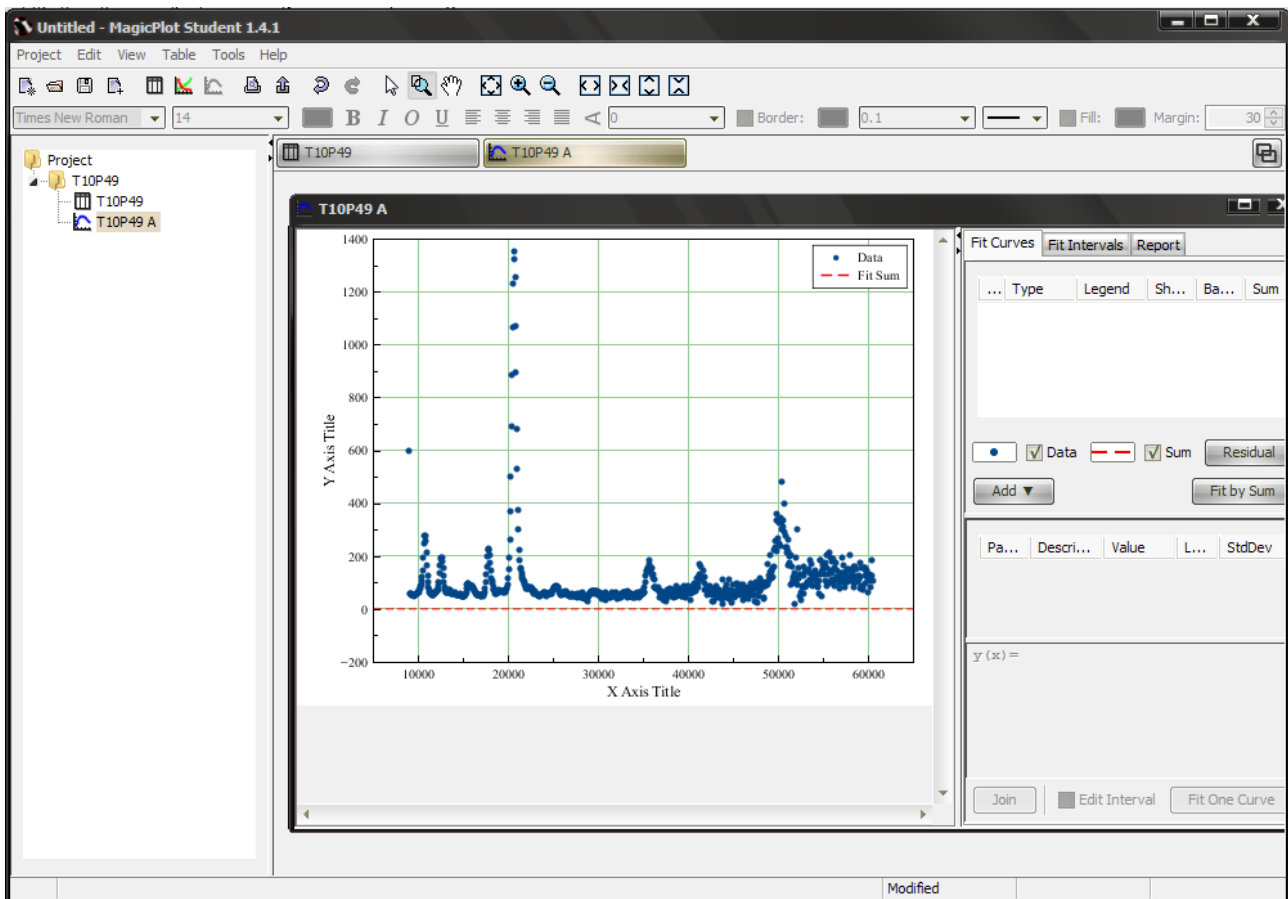 Untitled - MagicPlot Student 1.4.1
Project Edit View Table Tools Help
Times New Roman 14 B I O U 0 Border: 0.1 Fill: Margin: 30
Project
T10P49
T10P49
T10P49 A
T10P49 T10P49 A
T10P49 A
1400
1200
1000
800
600
400
200
0
−200
Y Axis Title
Data
Fit Sum
10000 20000 30000 40000 50000 60000
X Axis Title
Fit Curves Fit Intervals Report
... Type Legend Sh... Ba... Sum
Data Sum Residual
Add ▼ Fit by Sum
Pa... Descri... Value L... StdDev
y(x)=
Join Edit Interval Fit One Curve
Modified